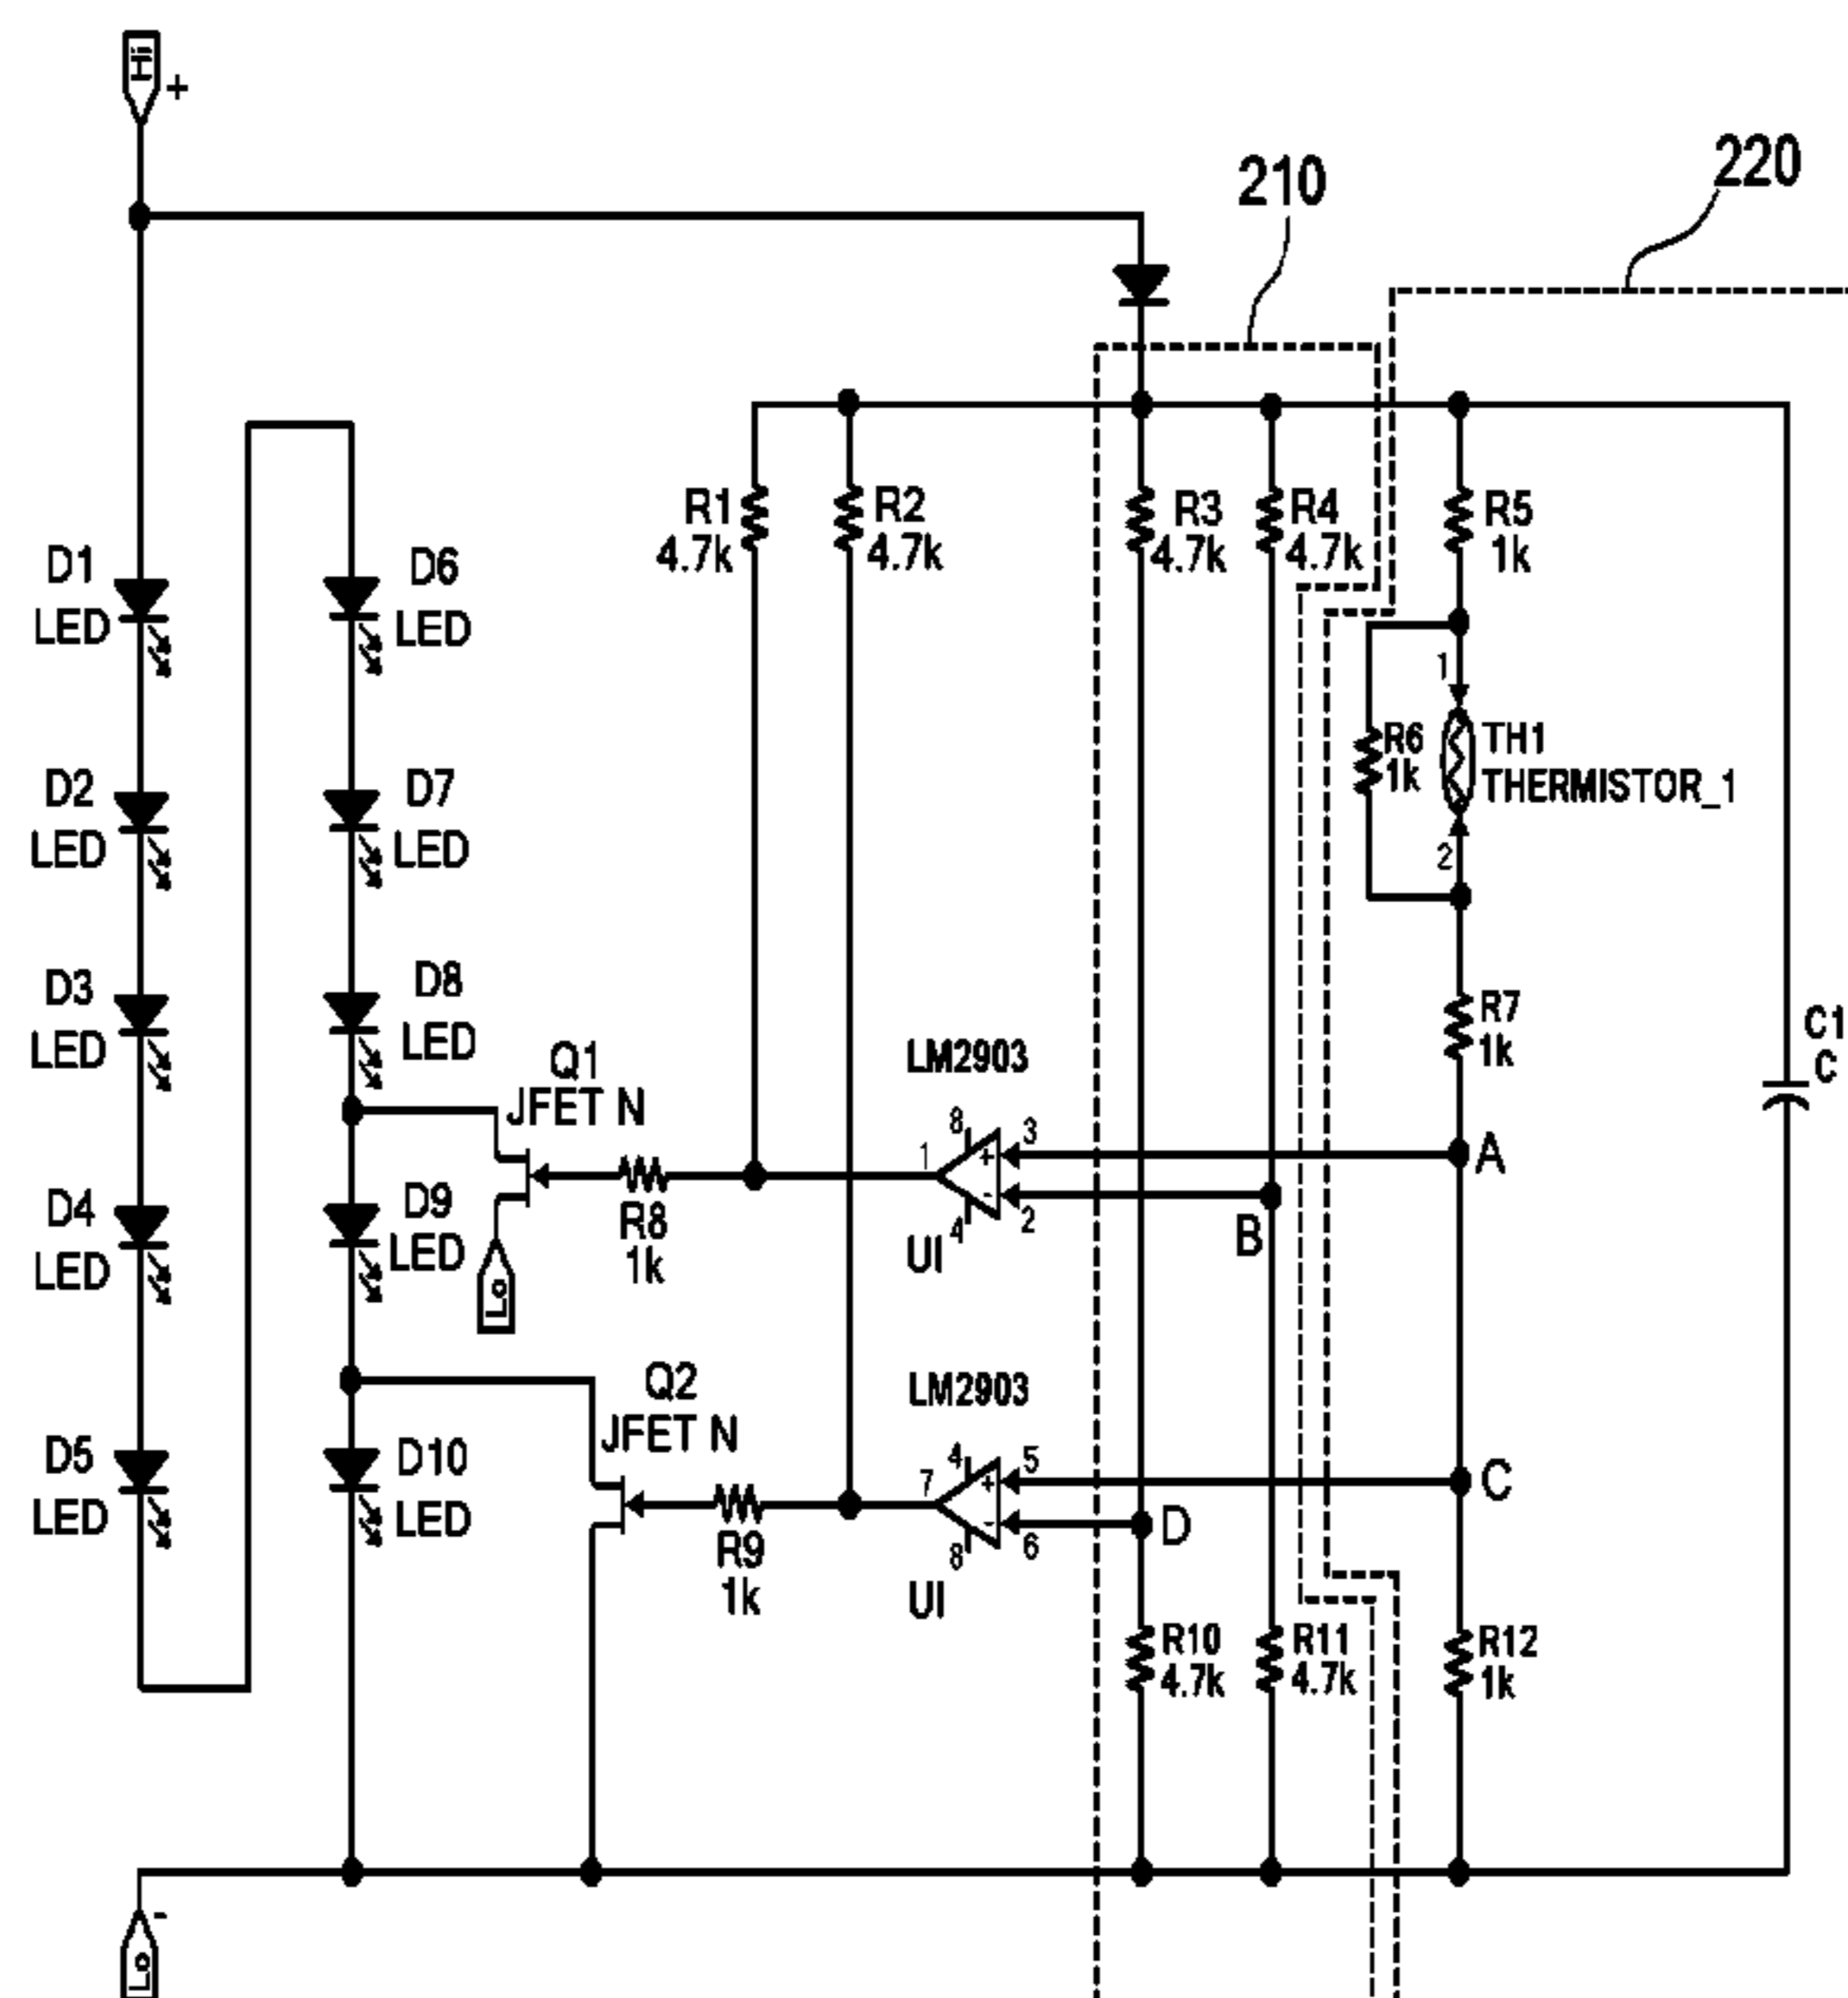 Hi
+
210
220
R1
4.7k
R2
4.7k
R3
4.7k
R4
4.7k
R5
1k
D1
LED
D6
LED
1
R6
1k
TH1
THERMISTOR_1
2
D2
LED
D7
LED
D3
LED
D8
LED
R7
1k
C1
C
Q1
JFET N
LM2903
8
3
1
+
-
4
2
A
B
UI
R8
1k
D4
LED
D9
LED
Lo
Q2
JFET N
LM2903
4
5
7
+
-
8
6
C
D
UI
R9
1k
D5
LED
D10
LED
R10
4.7k
R11
4.7k
R12
1k
-
Lo